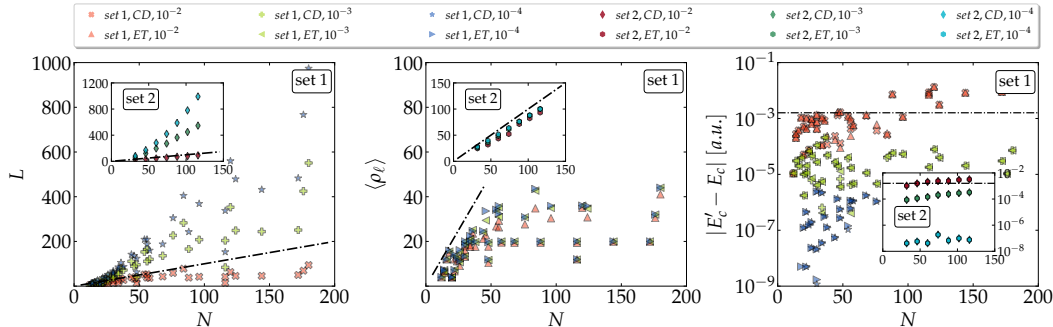 set 1, CD, 10⁻² set 1, CD, 10⁻³ set 1, CD, 10⁻⁴ set 2, CD, 10⁻² set 2, CD, 10⁻³ set 2, CD, 10⁻⁴
set 1, ET, 10⁻² set 1, ET, 10⁻³ set 1, ET, 10⁻⁴ set 2, ET, 10⁻² set 2, ET, 10⁻³ set 2, ET, 10⁻⁴
L
1000
800
600
400
200
0 50 100 150 200
N
set 1
set 2
1200
800
400
0
0 50 100 150
⟨ρℓ⟩
100
80
60
40
20
0 50 100 150 200
N
set 1
set 2
150
100
50
0
0 50 100 150
|E′c − Ec| [a.u.]
10⁻¹
10⁻³
10⁻⁵
10⁻⁷
10⁻⁹
0 50 100 150 200
N
set 1
set 2
10⁻²
10⁻⁴
10⁻⁶
10⁻⁸
0 50 100 150